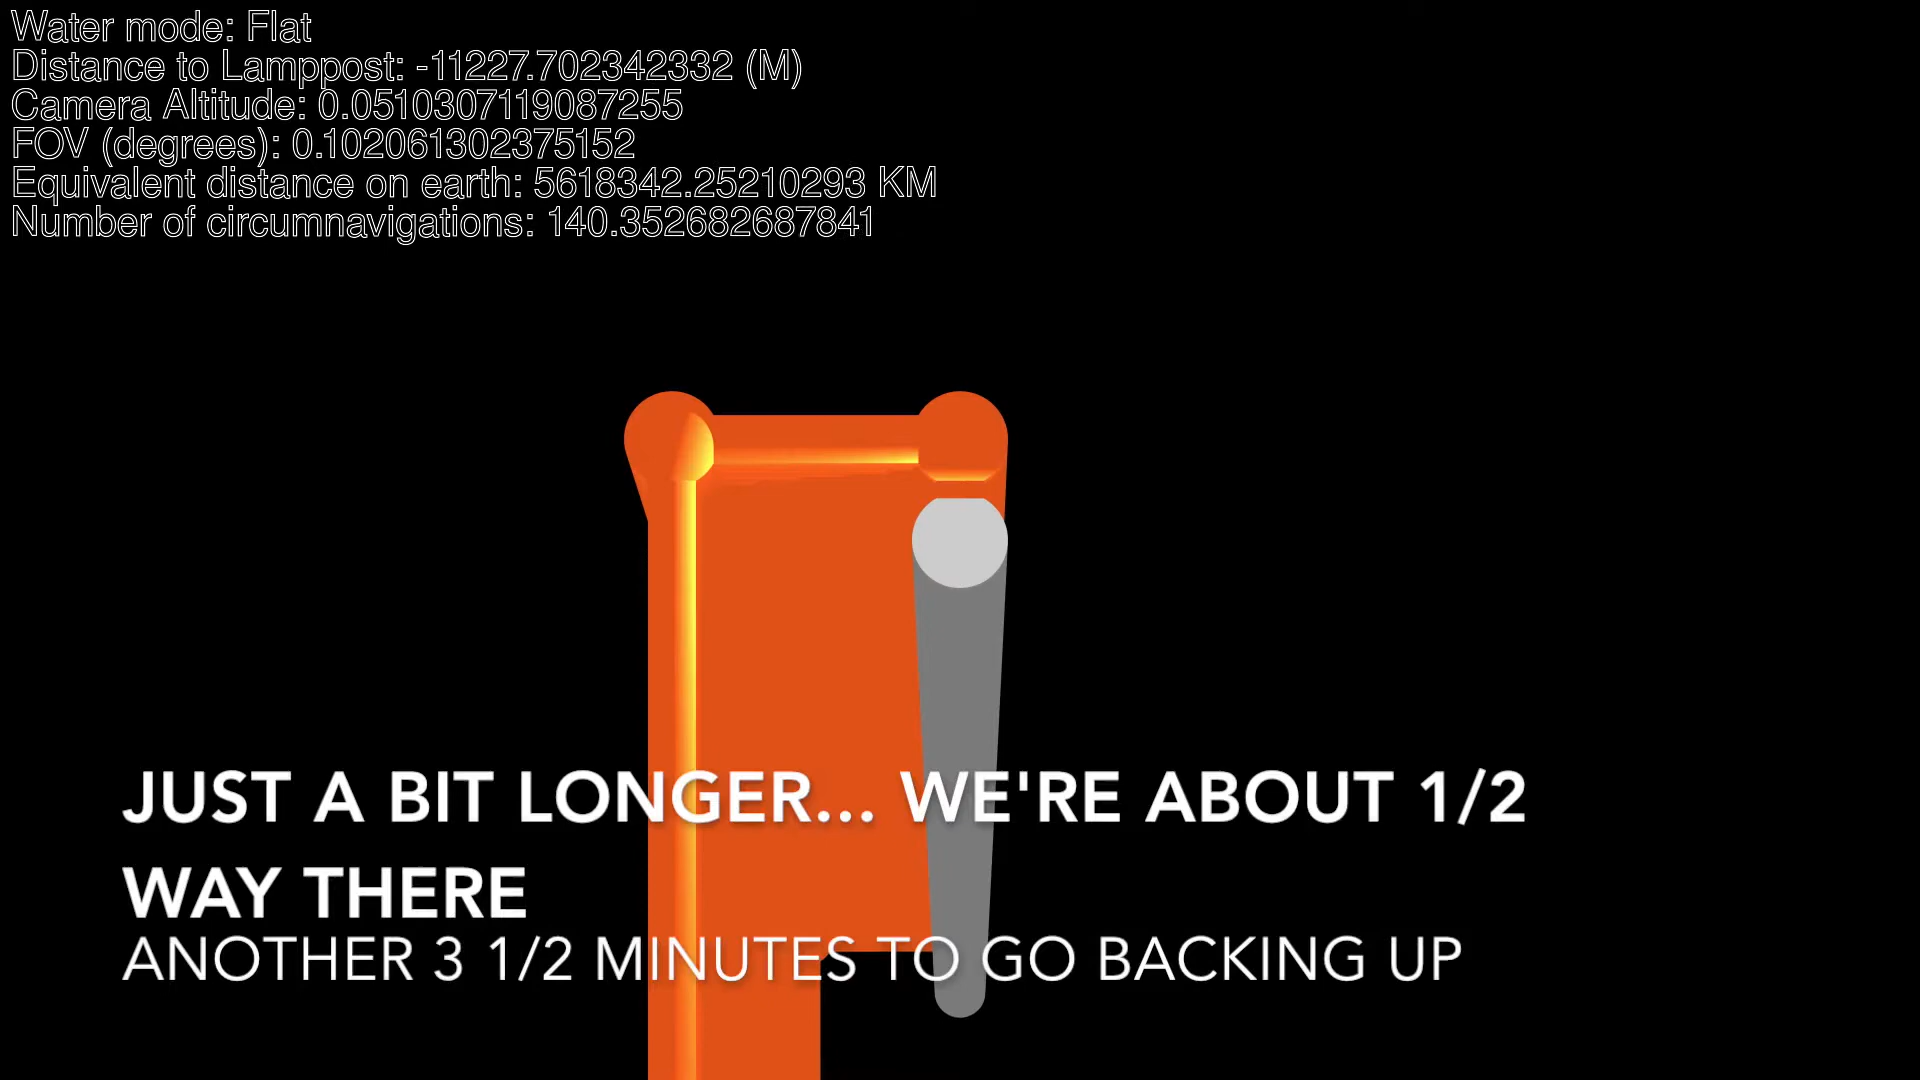 Water mode: Flat
Distance to Lamppost: -11227.702342332 (M)
Camera Altitude: 0.0510307119087255
FOV (degrees): 0.102061302375152
Equivalent distance on earth: 5618342.25210293 KM
Number of circumnavigations: 140.352682687841
JUST A BIT LONGER... WE'RE ABOUT 1/2
WAY THERE
ANOTHER 3 1/2 MINUTES TO GO BACKING UP